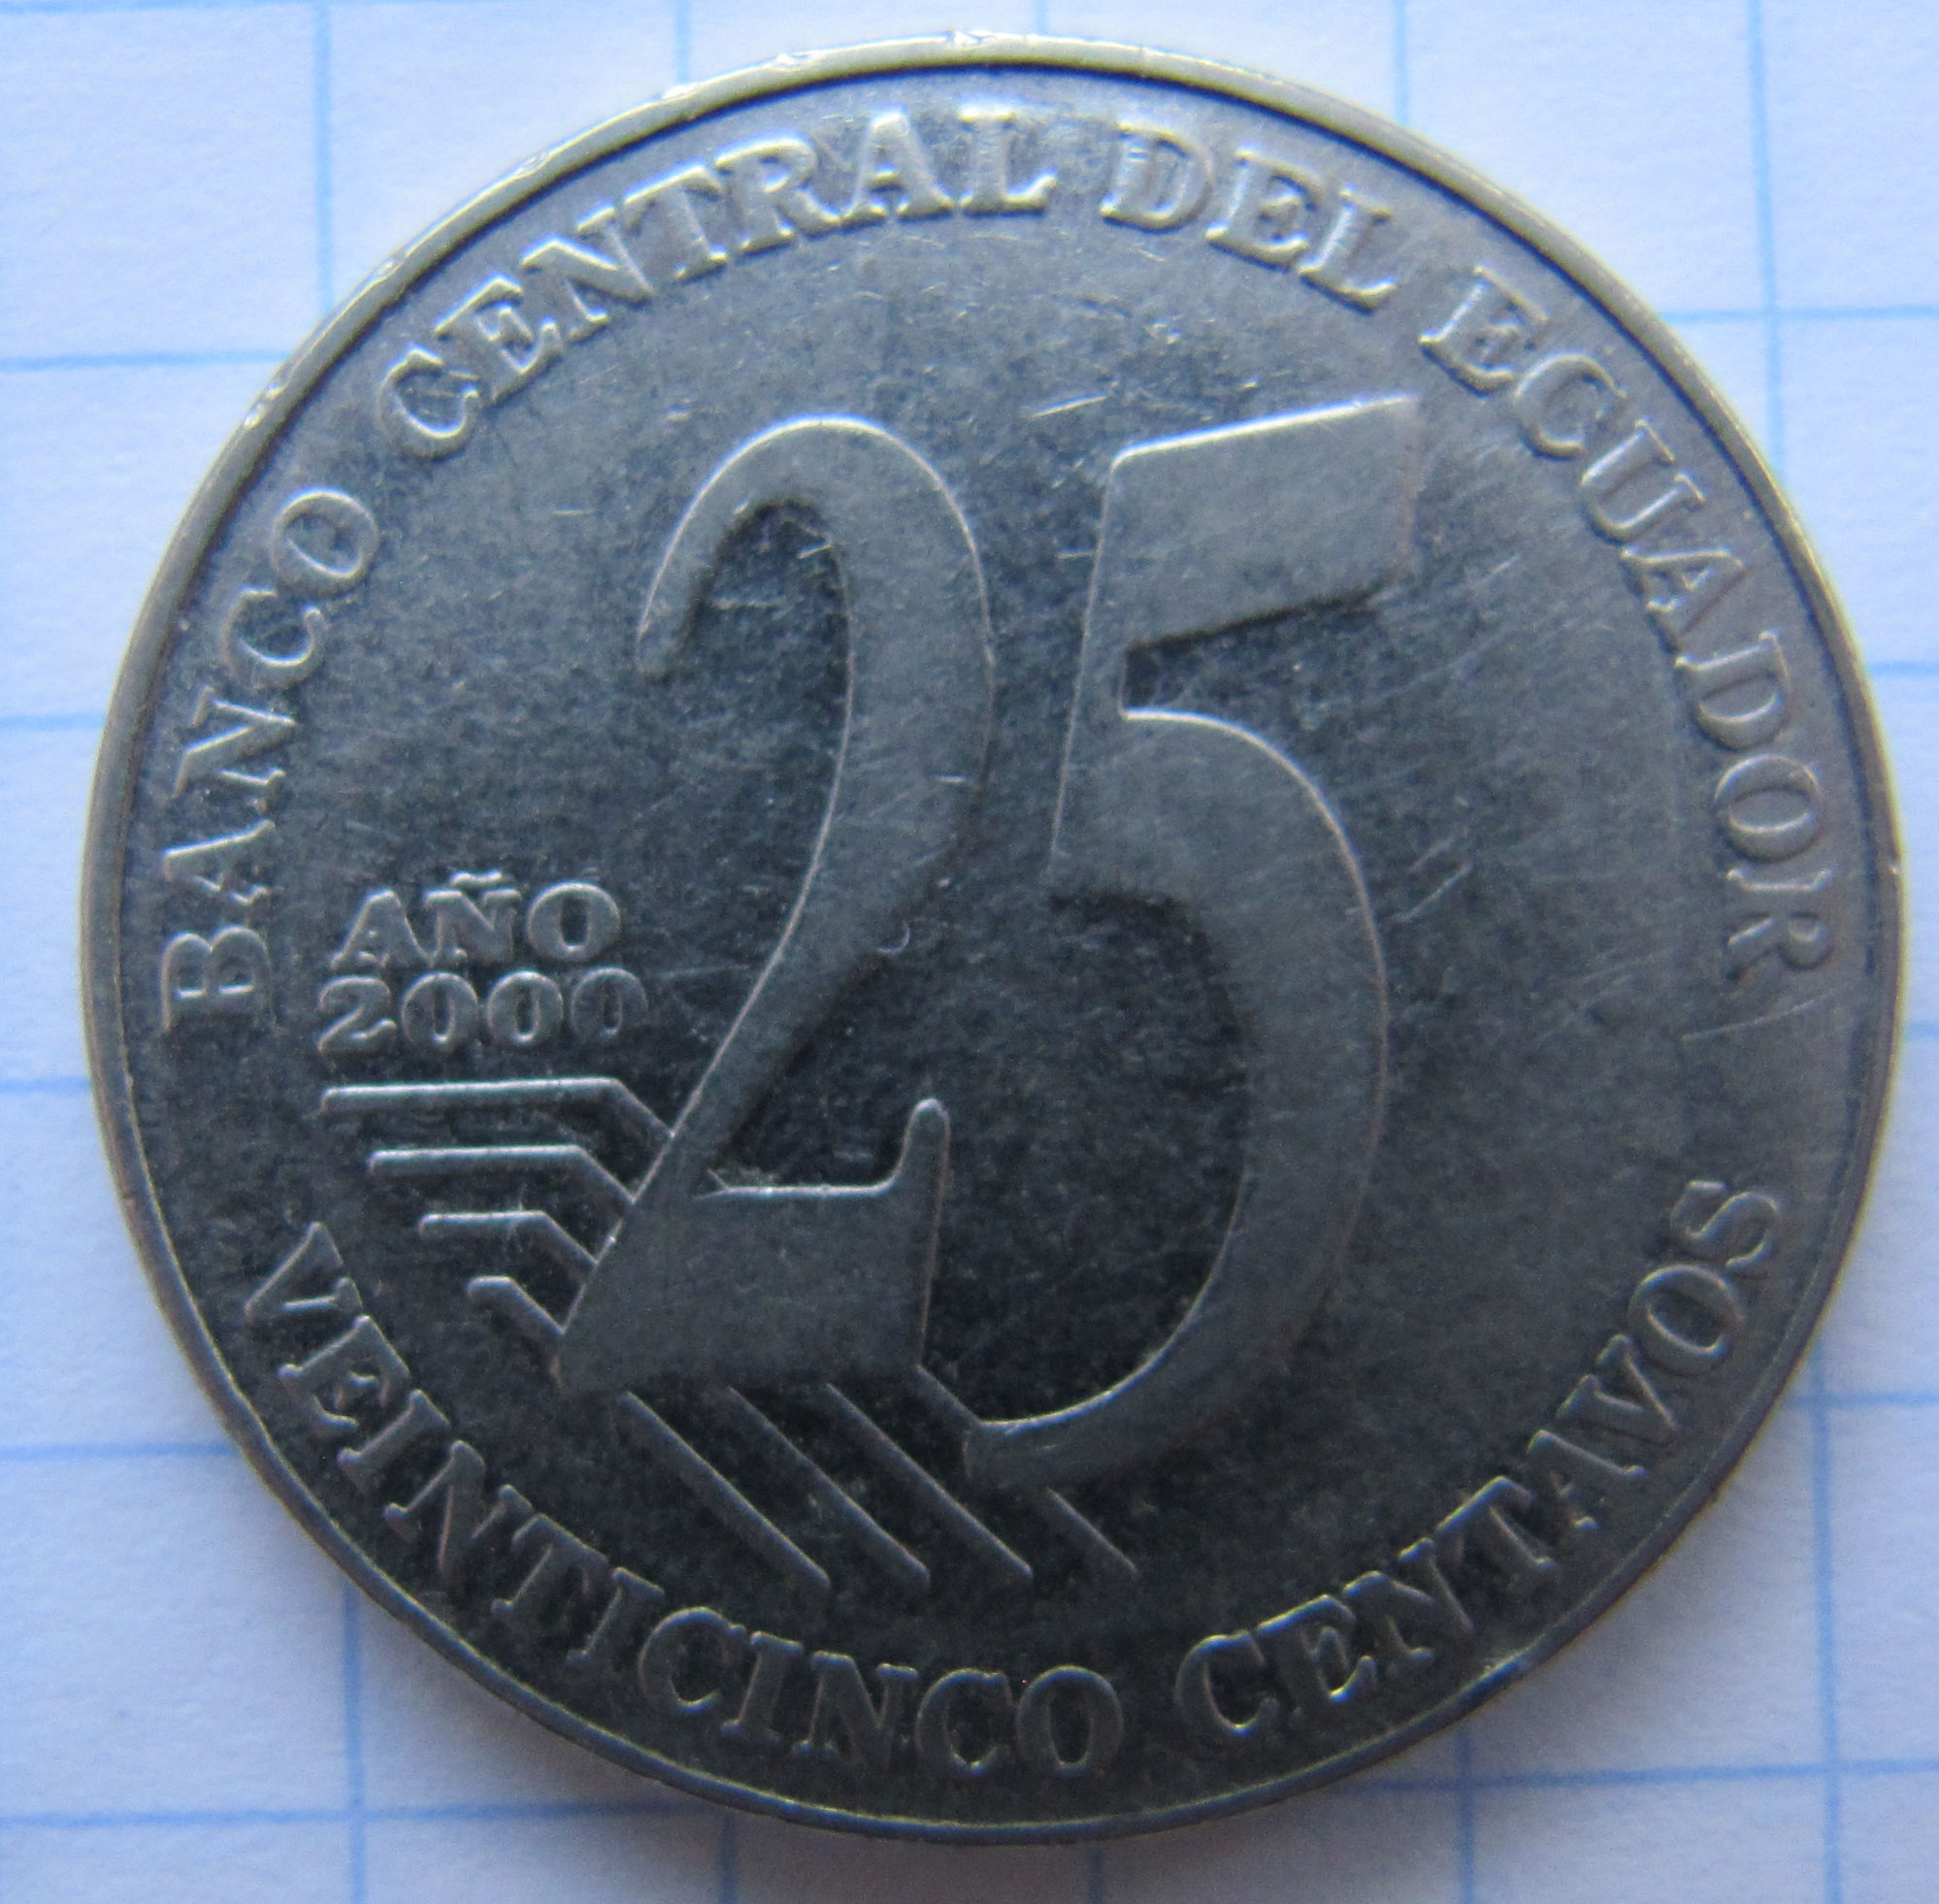 BANCO CENTRAL DEL ECUADOR
25
AÑO
2000
VEINTICINCO CENTAVOS